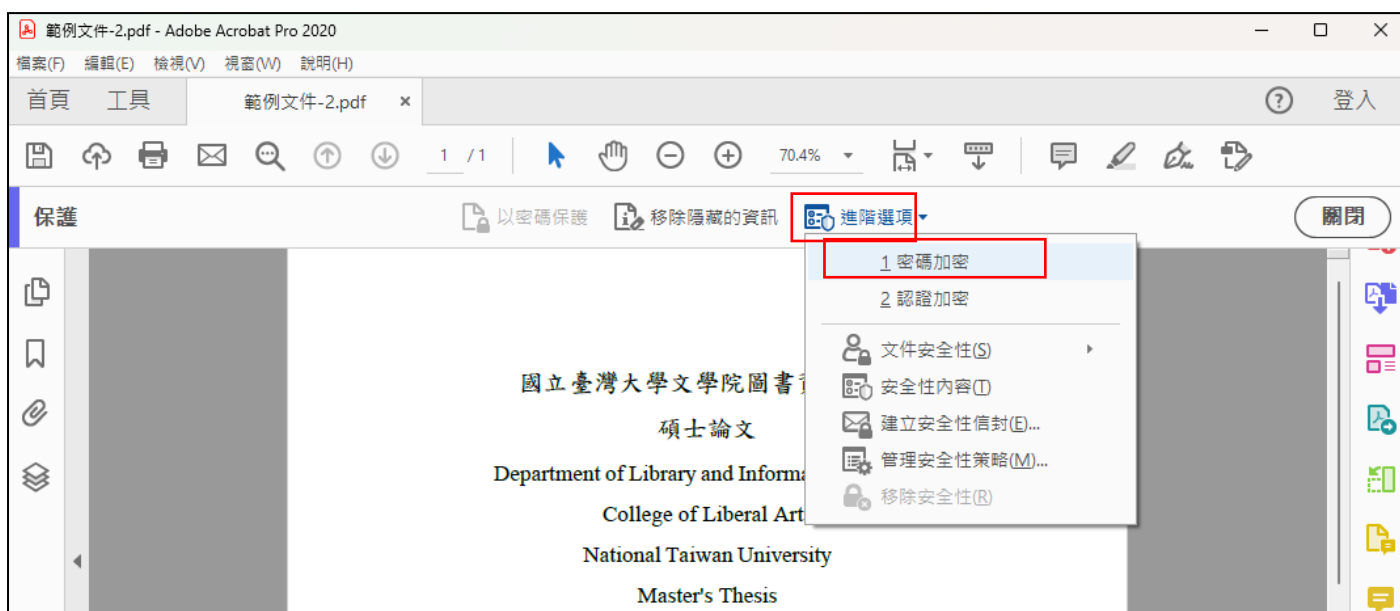 範例文件-2.pdf - Adobe Acrobat Pro 2020
檔案(F) 編輯(E) 檢視(V) 視窗(W) 說明(H)
首頁 工具 範例文件-2.pdf × ? 登入
1 / 1 70.4%
保護 以密碼保護 移除隱藏的資訊 進階選項 關閉
1 密碼加密
2 認證加密
文件安全性(S)
安全性內容(T)
建立安全性信封(E)...
管理安全性策略(M)...
移除安全性(R)
國立臺灣大學文學院圖書
碩士論文
Department of Library and Informa
College of Liberal Art
National Taiwan University
Master's Thesis